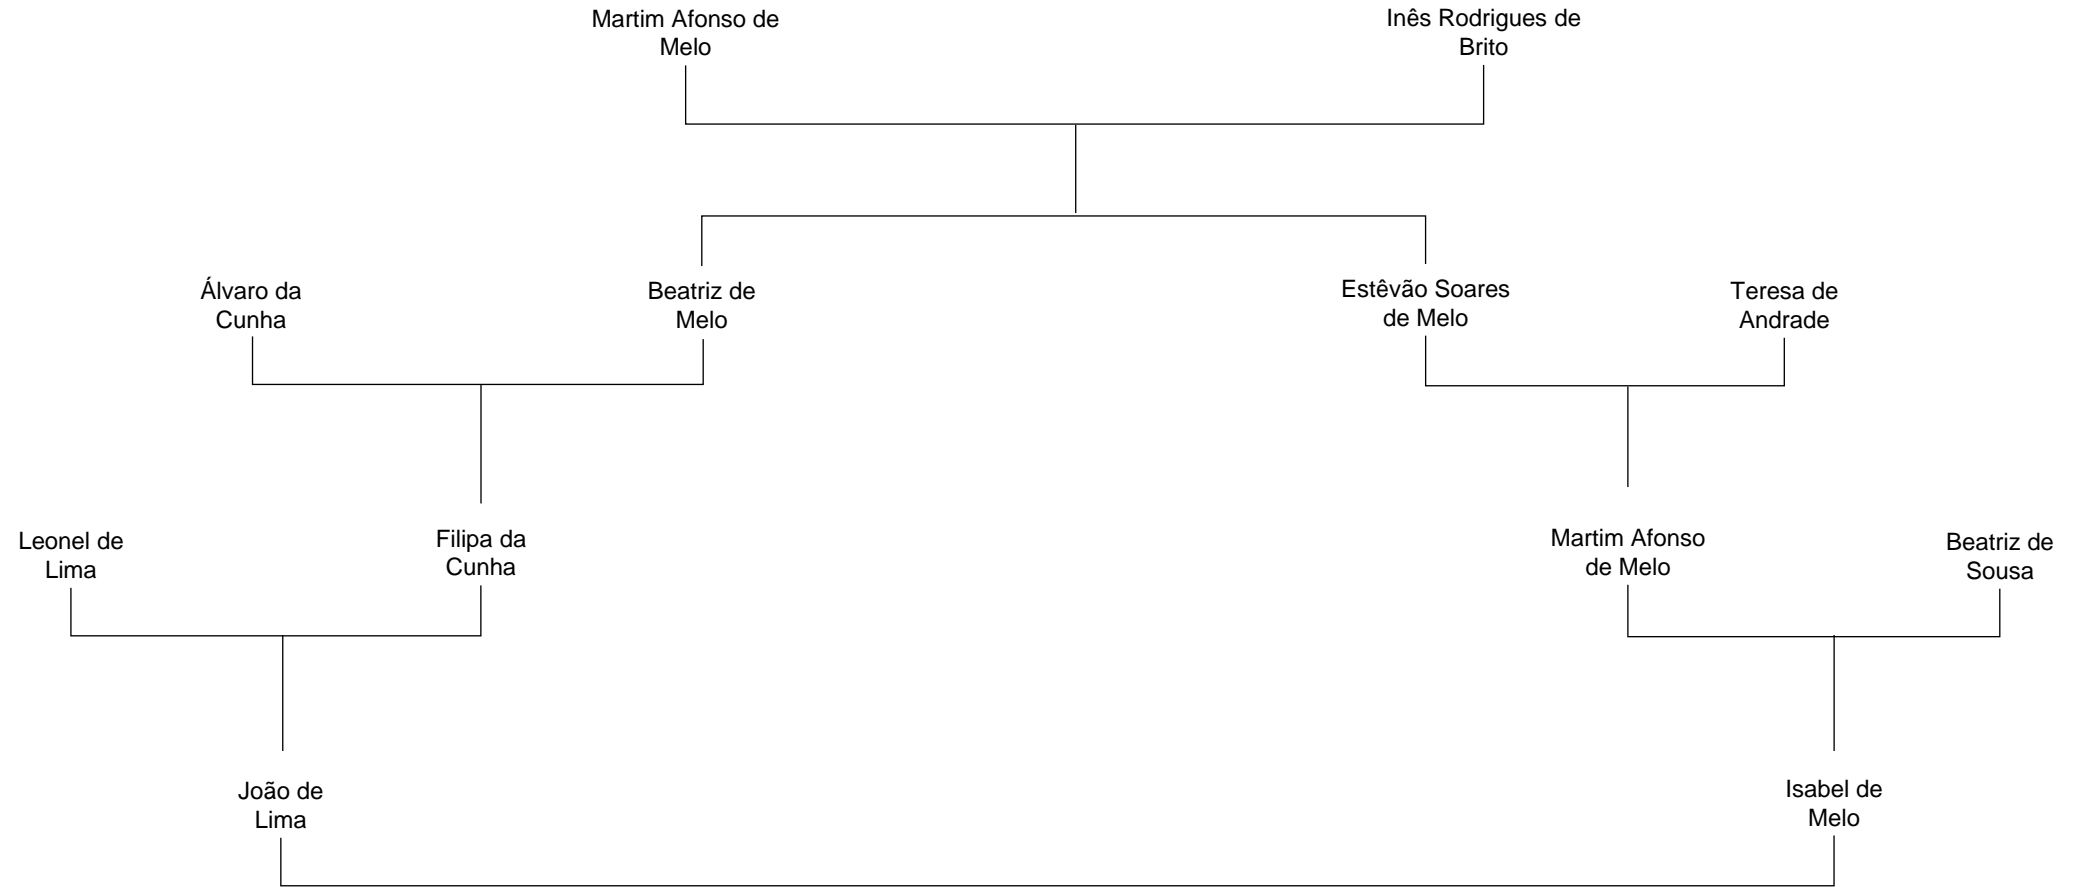 Martim Afonso de
Melo
Inês Rodrigues de
Brito
Álvaro da
Cunha
Beatriz de
Melo
Estêvão Soares
de Melo
Teresa de
Andrade
Leonel de
Lima
Filipa da
Cunha
Martim Afonso
de Melo
Beatriz de
Sousa
João de
Lima
Isabel de
Melo